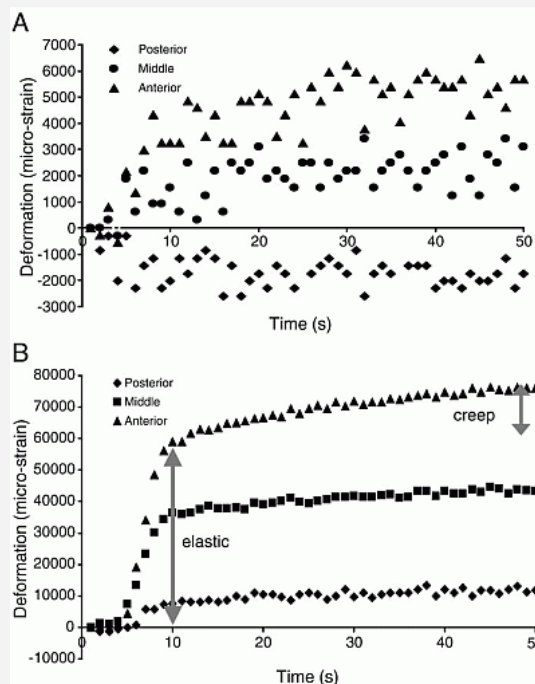 A
Deformation (micro-strain)
7000
6000
5000
4000
3000
2000
1000
0
-1000
-2000
-3000
Posterior
Middle
Anterior
0
10
20
30
40
50
Time (s)
B
Deformation (micro-strain)
80000
70000
60000
50000
40000
30000
20000
10000
0
-10000
Posterior
Middle
Anterior
elastic
creep
0
10
20
30
40
50
Time (s)